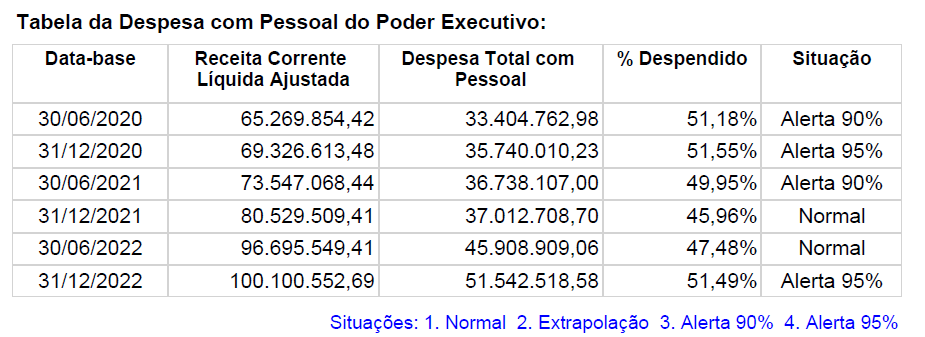 Tabela da Despesa com Pessoal do Poder Executivo:
Data-base Receita Corrente Líquida Ajustada Despesa Total com Pessoal % Despendido Situação
30/06/2020 65.269.854,42 33.404.762,98 51,18% Alerta 90%
31/12/2020 69.326.613,48 35.740.010,23 51,55% Alerta 95%
30/06/2021 73.547.068,44 36.738.107,00 49,95% Alerta 90%
31/12/2021 80.529.509,41 37.012.708,70 45,96% Normal
30/06/2022 96.695.549,41 45.908.909,06 47,48% Normal
31/12/2022 100.100.552,69 51.542.518,58 51,49% Alerta 95%
Situações: 1. Normal 2. Extrapolação 3. Alerta 90% 4. Alerta 95%